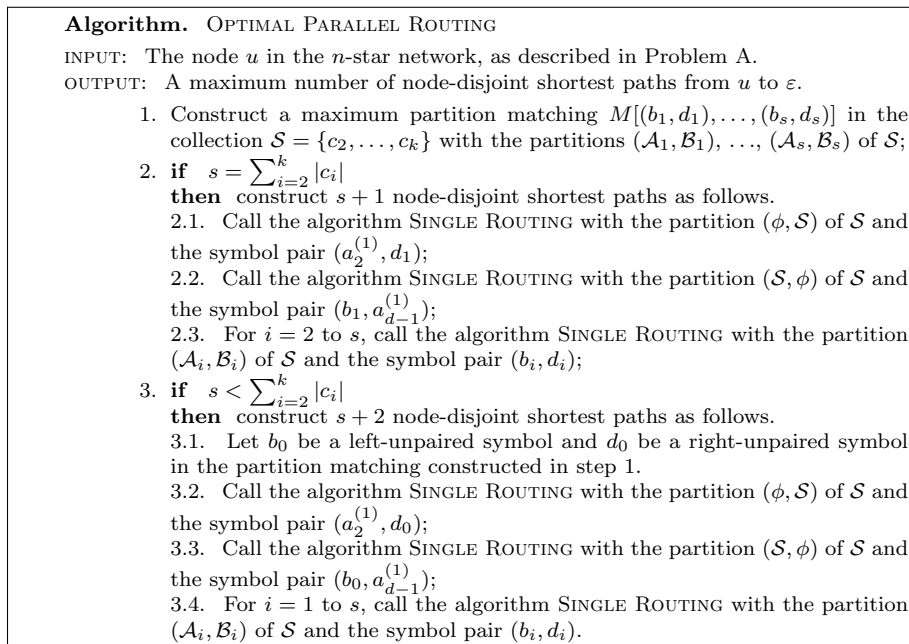 Algorithm. OPTIMAL PARALLEL ROUTING
INPUT: The node u in the n-star network, as described in Problem A.
OUTPUT: A maximum number of node-disjoint shortest paths from u to ε.
1. Construct a maximum partition matching M[(b₁, d₁), . . . , (bₛ, dₛ)] in the
collection 𝒮 = {c₂, . . . , cₖ} with the partitions (𝒜₁, ℬ₁), . . ., (𝒜ₛ, ℬₛ) of 𝒮;
2. if s = ∑ᵏᵢ₌₂ |cᵢ|
then construct s + 1 node-disjoint shortest paths as follows.
2.1. Call the algorithm SINGLE ROUTING with the partition (ϕ, 𝒮) of 𝒮 and
the symbol pair (a₂⁽¹⁾, d₁);
2.2. Call the algorithm SINGLE ROUTING with the partition (𝒮, ϕ) of 𝒮 and
the symbol pair (b₁, a_{d−1}⁽¹⁾);
2.3. For i = 2 to s, call the algorithm SINGLE ROUTING with the partition
(𝒜ᵢ, ℬᵢ) of 𝒮 and the symbol pair (bᵢ, dᵢ);
3. if s < ∑ᵏᵢ₌₂ |cᵢ|
then construct s + 2 node-disjoint shortest paths as follows.
3.1. Let b₀ be a left-unpaired symbol and d₀ be a right-unpaired symbol
in the partition matching constructed in step 1.
3.2. Call the algorithm SINGLE ROUTING with the partition (ϕ, 𝒮) of 𝒮 and
the symbol pair (a₂⁽¹⁾, d₀);
3.3. Call the algorithm SINGLE ROUTING with the partition (𝒮, ϕ) of 𝒮 and
the symbol pair (b₀, a_{d−1}⁽¹⁾);
3.4. For i = 1 to s, call the algorithm SINGLE ROUTING with the partition
(𝒜ᵢ, ℬᵢ) of 𝒮 and the symbol pair (bᵢ, dᵢ).